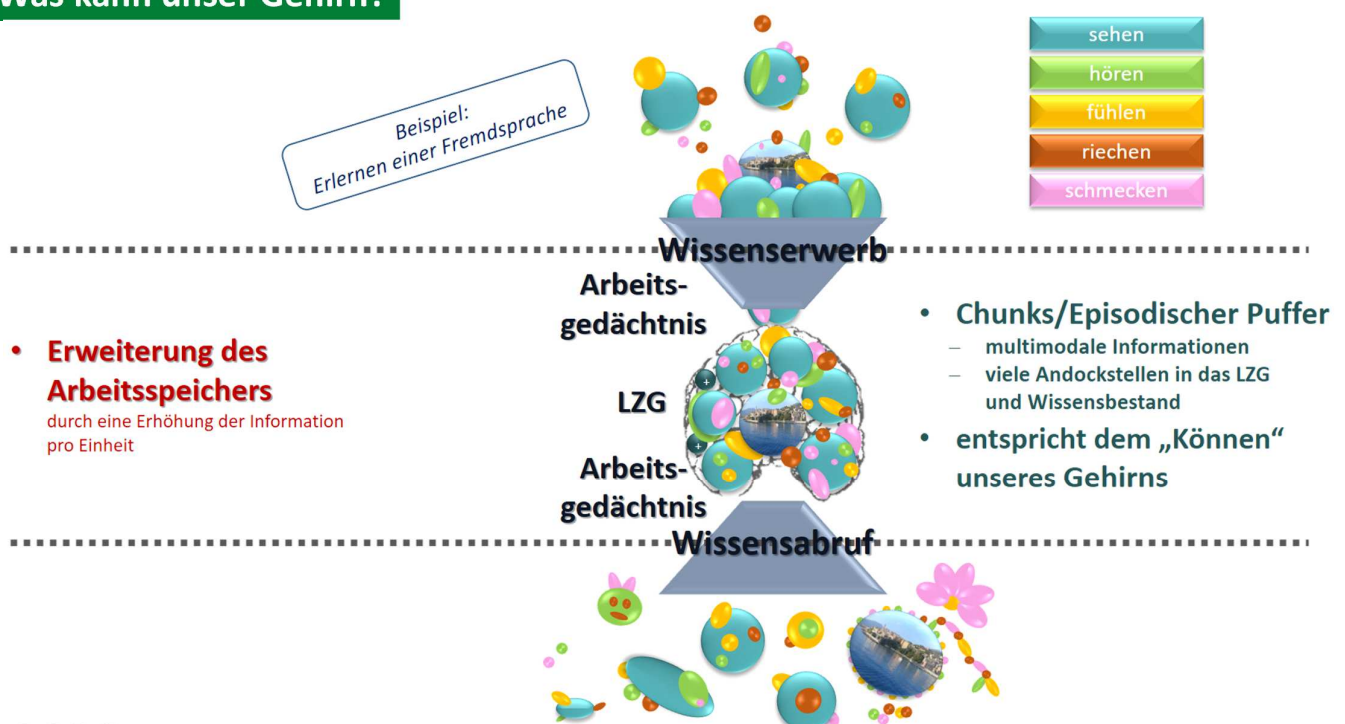 Was kann unser Gehirn?
Beispiel:
Erlernen einer Fremdsprache
sehen
hören
fühlen
riechen
schmecken
Wissenserwerb
Arbeits-
gedächtnis
LZG
Arbeits-
gedächtnis
Wissensabruf
• Erweiterung des
Arbeitsspeichers
durch eine Erhöhung der Information
pro Einheit
• Chunks/Episodischer Puffer
– multimodale Informationen
– viele Andockstellen in das LZG
und Wissensbestand
• entspricht dem „Können“
unseres Gehirns